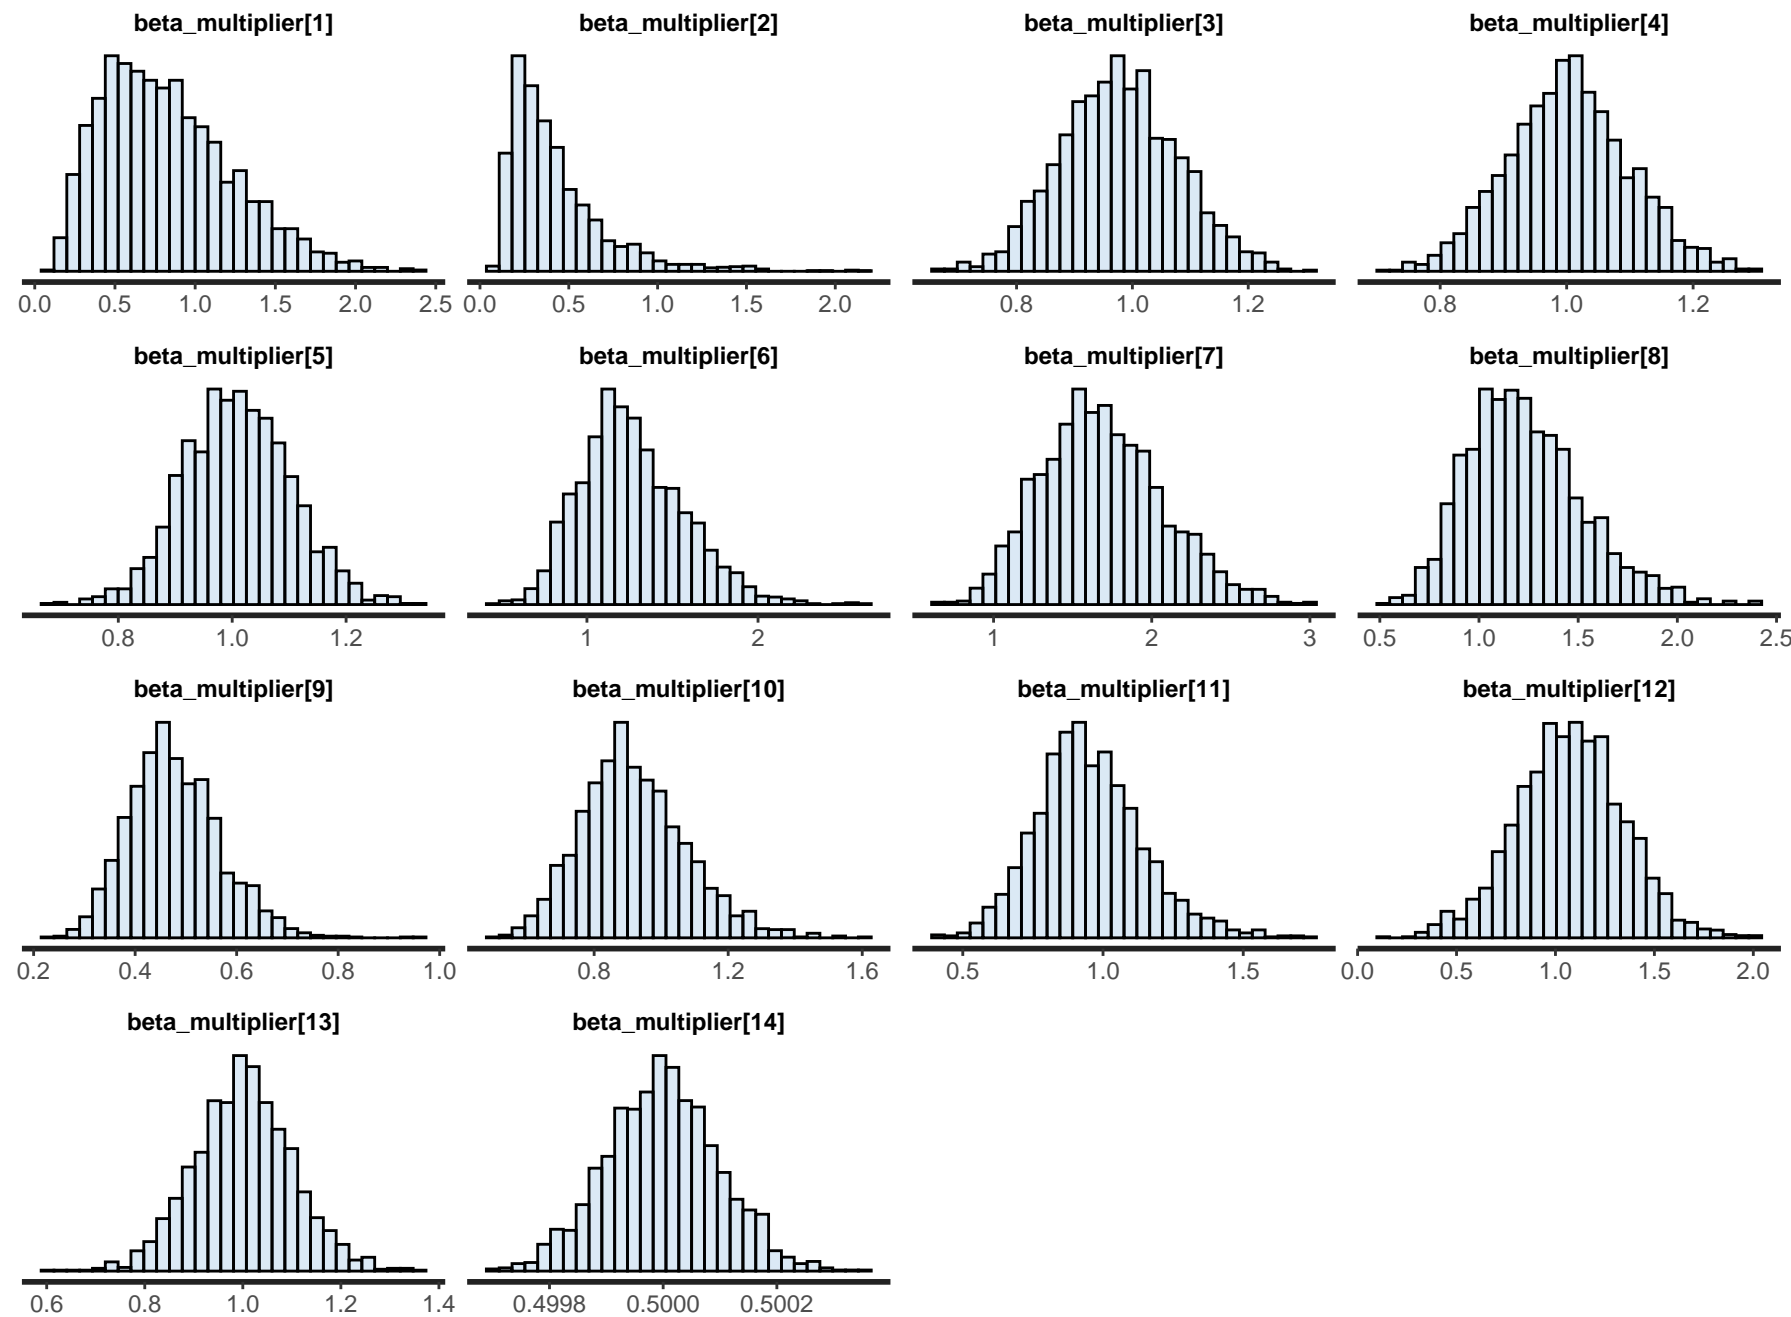 beta_multiplier[1] beta_multiplier[2] beta_multiplier[3] beta_multiplier[4]
0.0 0.5 1.0 1.5 2.0 2.5 0.0 0.5 1.0 1.5 2.0 0.8 1.0 1.2 0.8 1.0 1.2
beta_multiplier[5] beta_multiplier[6] beta_multiplier[7] beta_multiplier[8]
0.8 1.0 1.2 1 2 1 2 3 0.5 1.0 1.5 2.0 2.5
beta_multiplier[9] beta_multiplier[10] beta_multiplier[11] beta_multiplier[12]
0.2 0.4 0.6 0.8 1.0 0.8 1.2 1.6 0.5 1.0 1.5 0.0 0.5 1.0 1.5 2.0
beta_multiplier[13] beta_multiplier[14]
0.6 0.8 1.0 1.2 1.4 0.4998 0.5000 0.5002